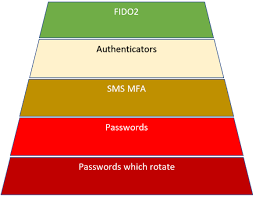 FIDO2
Authenticators
SMS MFA
Passwords
Passwords which rotate